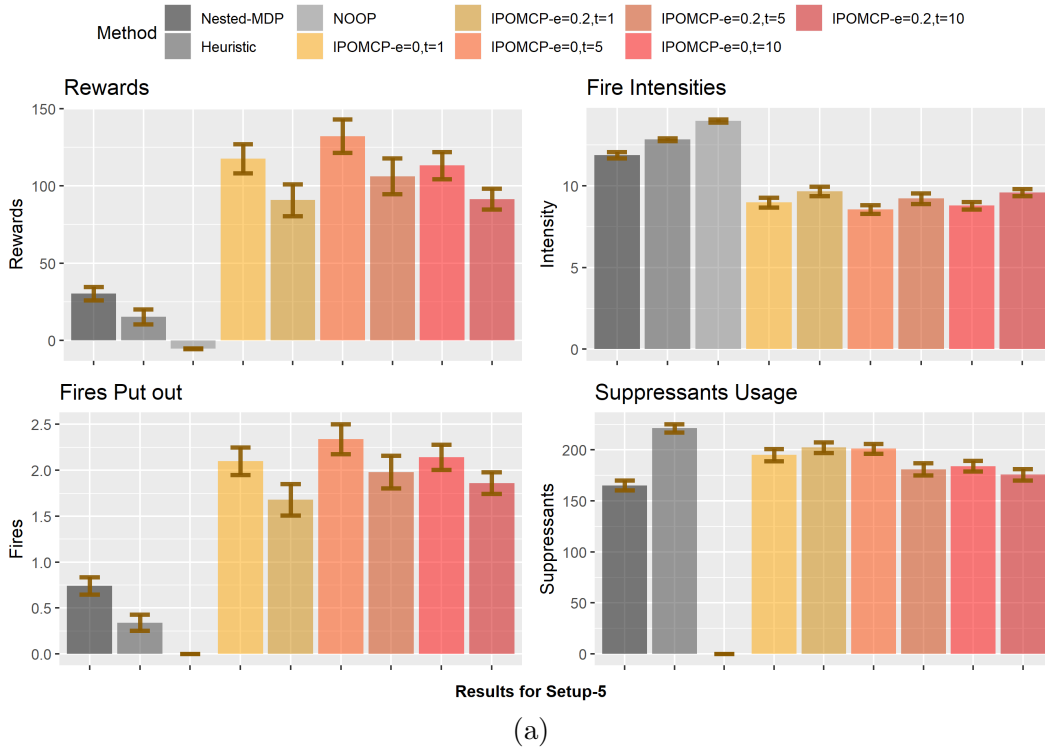 Method Nested-MDP NOOP IPOMCP-e=0.2,t=1 IPOMCP-e=0.2,t=5 IPOMCP-e=0.2,t=10
Heuristic IPOMCP-e=0,t=1 IPOMCP-e=0,t=5 IPOMCP-e=0,t=10
Rewards
150
100
50
0
Rewards
Fire Intensities
10
5
0
Intensity
Fires Put out
2.5
2.0
1.5
1.0
0.5
0.0
Fires
Suppressants Usage
200
150
100
50
0
Suppressants
Results for Setup-5
(a)